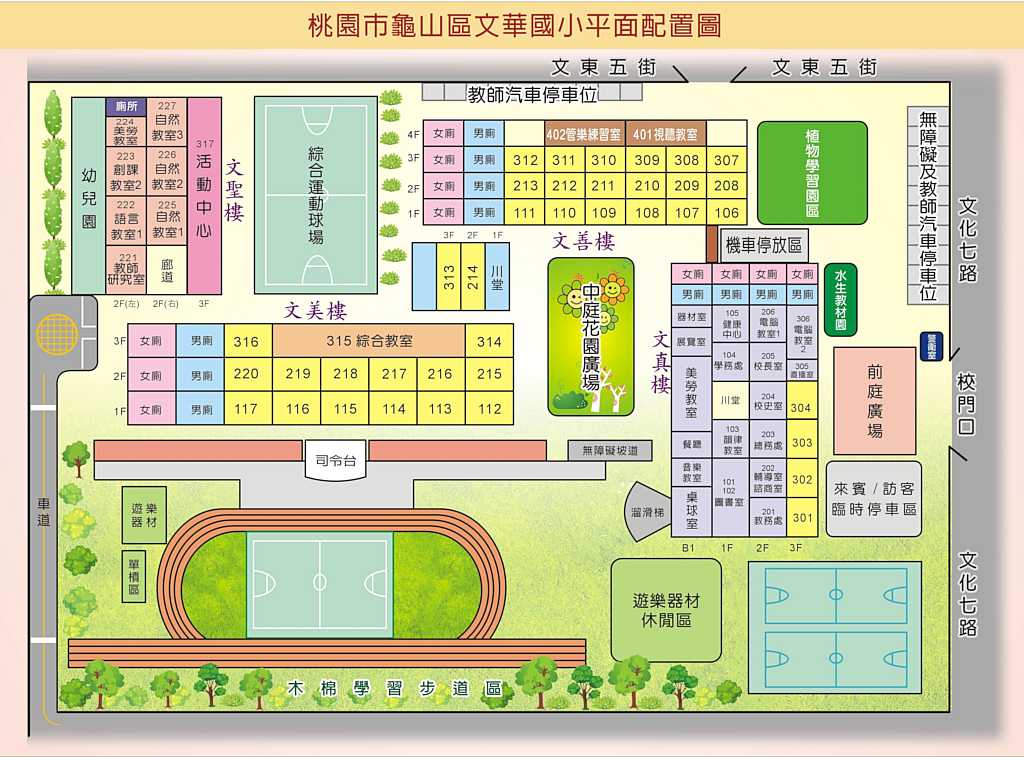 桃園市龜山區文華國小平面配置圖
文東五街
文東五街
教師汽車停車位
無障礙及教師汽車停車位
文化七路
幼兒園
廁所
224
美勞
教室
223
創課
教室2
222
語言
教室1
221
教師
研究室
227
自然
教室3
226
自然
教室2
225
自然
教室1
廊道
317
活動中心
2F(左)
2F(右)
3F
文聖樓
綜合運動球場
4F 女廁 男廁 402管樂練習室 401視聽教室
3F 女廁 男廁 312 311 310 309 308 307
2F 女廁 男廁 213 212 211 210 209 208
1F 女廁 男廁 111 110 109 108 107 106
文善樓
3F 2F 1F
313 214 川堂
植物學習園區
機車停放區
中庭花園廣場
文美樓
3F 女廁 男廁 316 315 綜合教室 314
2F 女廁 男廁 220 219 218 217 216 215
1F 女廁 男廁 117 116 115 114 113 112
文真樓
女廁 女廁 女廁 女廁
男廁 男廁 男廁 男廁
器材室
展覽室
美勞教室
餐廳
音樂
教室
桌球室
B1
105
健康
中心
104
學務處
川堂
103
韻律
教室
101
102
圖書室
1F
206
電腦
教室1
205
校長室
204
校史室
203
總務處
202
輔導室
諮商室
201
教務處
2F
306
電腦
教室
2
305
直播室
304
303
302
301
3F
水生教材園
警衛室
前庭廣場
校門口
來賓/訪客
臨時停車區
無障礙坡道
司令台
溜滑梯
車道
遊樂
器材
單槓區
遊樂器材
休閒區
文化七路
木棉學習步道區